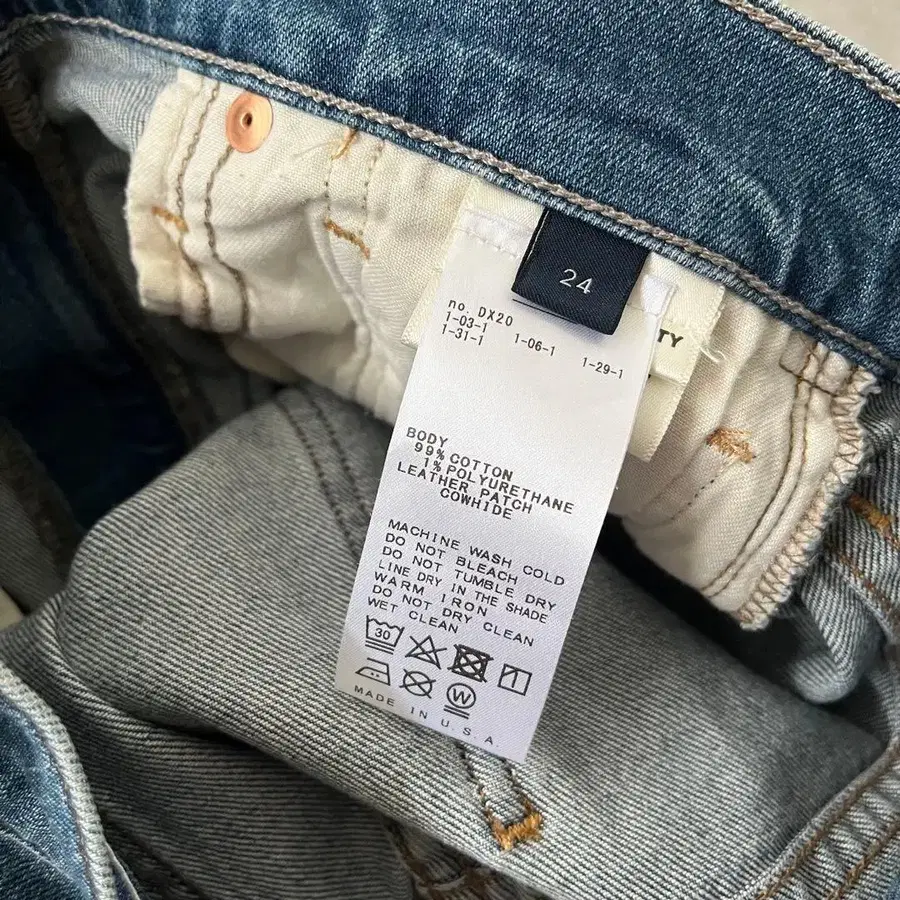 24
TY
no. DX20
1-03-1 1-06-1 1-29-1
1-31-1
BODY
99% COTTON
1% POLYURETHANE
LEATHER PATCH
COWHIDE
MACHINE WASH COLD
DO NOT BLEACH
DO NOT TUMBLE DRY
LINE DRY IN THE SHADE
WARM IRON
DO NOT DRY CLEAN
WET CLEAN
30
W
MADE IN U.S.A.